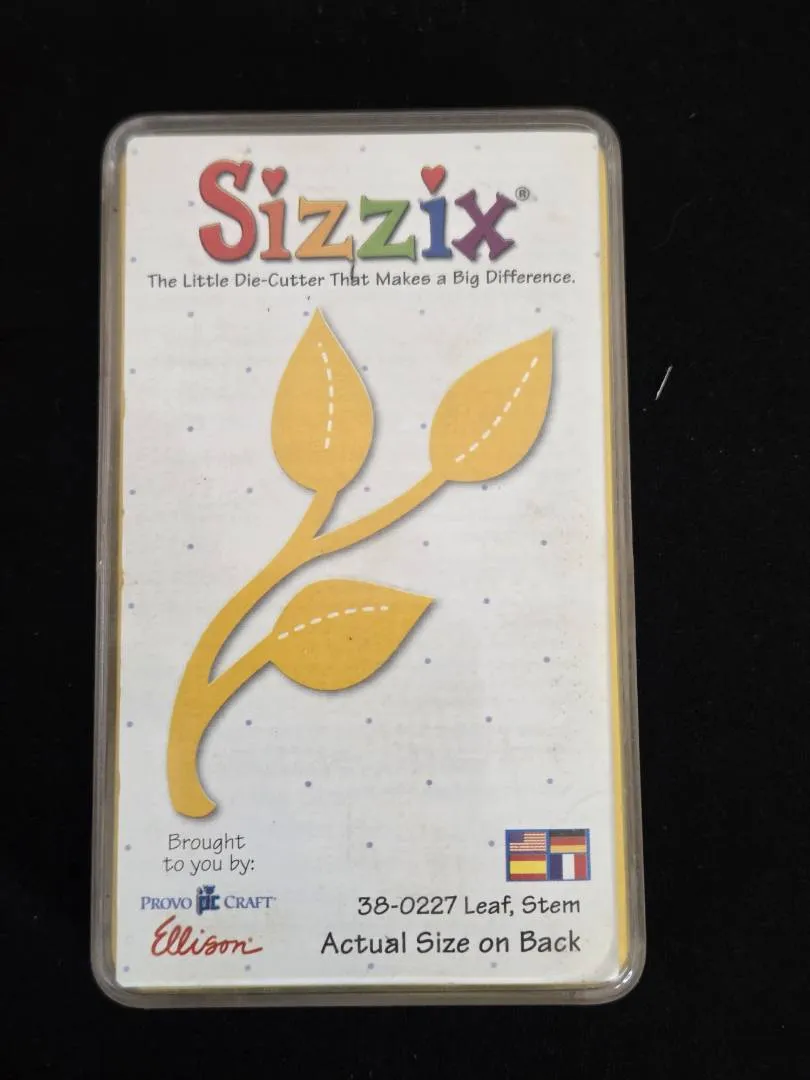 Sizzix®
The Little Die-Cutter That Makes a Big Difference.
Brought
to you by:
PROVO pc CRAFT
Ellison
38-0227 Leaf, Stem
Actual Size on Back